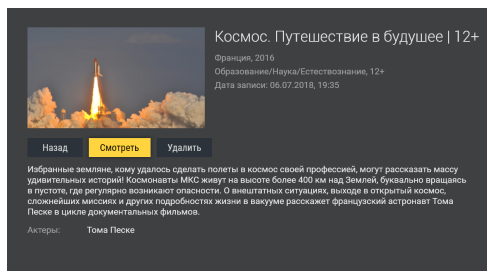 Космос. Путешествие в будущее | 12+
Франция, 2016
Образование/Наука/Естествознание, 12+
Дата записи: 06.07.2018, 19:35
Назад Смотреть Удалить
Избранные земляне, кому удалось сделать полеты в космос своей профессией, могут рассказать массу
удивительных историй! Космонавты МКС живут на высоте более 400 км над Землей, буквально вращаясь
в пустоте, где регулярно возникают опасности. О внештатных ситуациях, выходе в открытый космос,
сложнейших миссиях и других подробностях жизни в вакууме расскажет французский астронавт Тома
Песке в цикле документальных фильмов.
Актеры: Тома Песке